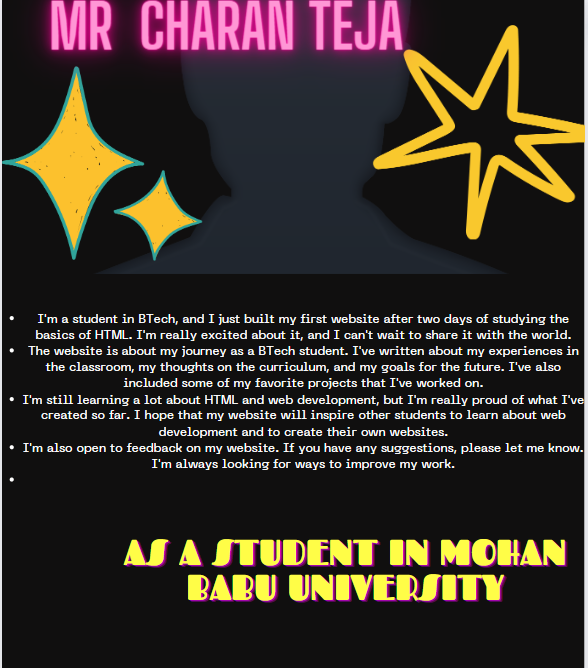 MR CHARAN TEJA
• I'm a student in BTech, and I just built my first website after two days of studying the
basics of HTML. I'm really excited about it, and I can't wait to share it with the world.
• The website is about my journey as a BTech student. I've written about my experiences in
the classroom, my thoughts on the curriculum, and my goals for the future. I've also
included some of my favorite projects that I've worked on.
• I'm still learning a lot about HTML and web development, but I'm really proud of what I've
created so far. I hope that my website will inspire other students to learn about web
development and to create their own websites.
• I'm also open to feedback on my website. If you have any suggestions, please let me know.
I'm always looking for ways to improve my work.
•
AS A STUDENT IN MOHAN
BABU UNIVERSITY